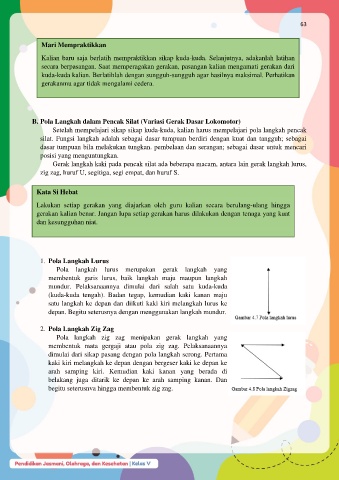 63
Mari Mempraktikkan
Kalian baru saja berlatih mempraktikkan sikap kuda-kuda. Selanjutnya, adakanlah latihan
secara berpasangan. Saat memperagakan gerakan, pasangan kalian mengamati gerakan dari
kuda-kuda kalian. Berlatihlah dengan sungguh-sungguh agar hasilnya maksimal. Perhatikan
gerakanmu agar tidak mengalami cedera.
B. Pola Langkah dalam Pencak Silat (Variasi Gerak Dasar Lokomotor)
Setelah mempelajari sikap sikap kuda-kuda, kalian harus mempelajari pola langkah pencak
silat. Fungsi langkah adalah sebagai dasar tumpuan berdiri dengan kuat dan tangguh; sebagai
dasar tumpuan bila melakukan tungkan. pembelaan dan serangan; sebagai dasar untuk mencari
posisi yang menguntungkan.
Gerak langkah kaki pada pencak silat ada beberapa macam, antara lain gerak langkah lurus,
zig zag, huruf U, segitiga, segi empat, dan huruf S.
Kata Si Hebat
Lakukan setiap gerakan yang diajarkan oleh guru kalian secara berulang-ulang hingga
gerakan kalian benar. Jangan lupa setiap gerakan harus dilakukan dengan tenaga yang kuat
dan kesungguhan niat.
1. Pola Langkah Lurus
Pola langkah lurus merupakan gerak langkah yang
membentuk garis lurus, baik langkah maju maupun langkah
mundur. Pelaksanaannya dimulai dari salah satu kuda-kuda
(kuda-kuda tengah). Badan tegap, kemudian kaki kanan maju
satu langkah ke depan dan diikuti kaki kiri melangkah lurus ke
depan. Begitu seterusnya dengan menggunakan langkah mundur.
Gambar 4.7 Pola langkah lurus
2. Pola Langkah Zig Zag
Pola langkah zig zag merupakan gerak langkah yang
membentuk mata gergaji atau pola zig zag. Pelaksanaannya
dimulai dari sikap pasang dengan pola langkah serong. Pertama
kaki kiri melangkah ke depan dengan bergeser kaki ke depan ke
arah samping kiri. Kemudian kaki kanan yang berada di
belakang juga ditarik ke depan ke arah samping kanan. Dan
begitu seterusnya hingga membentuk zig zag.
Gambar 4.8 Pola langkah Zigzag
Pendidikan Jasmani, Olahraga, dan Kesehatan | Kelas V